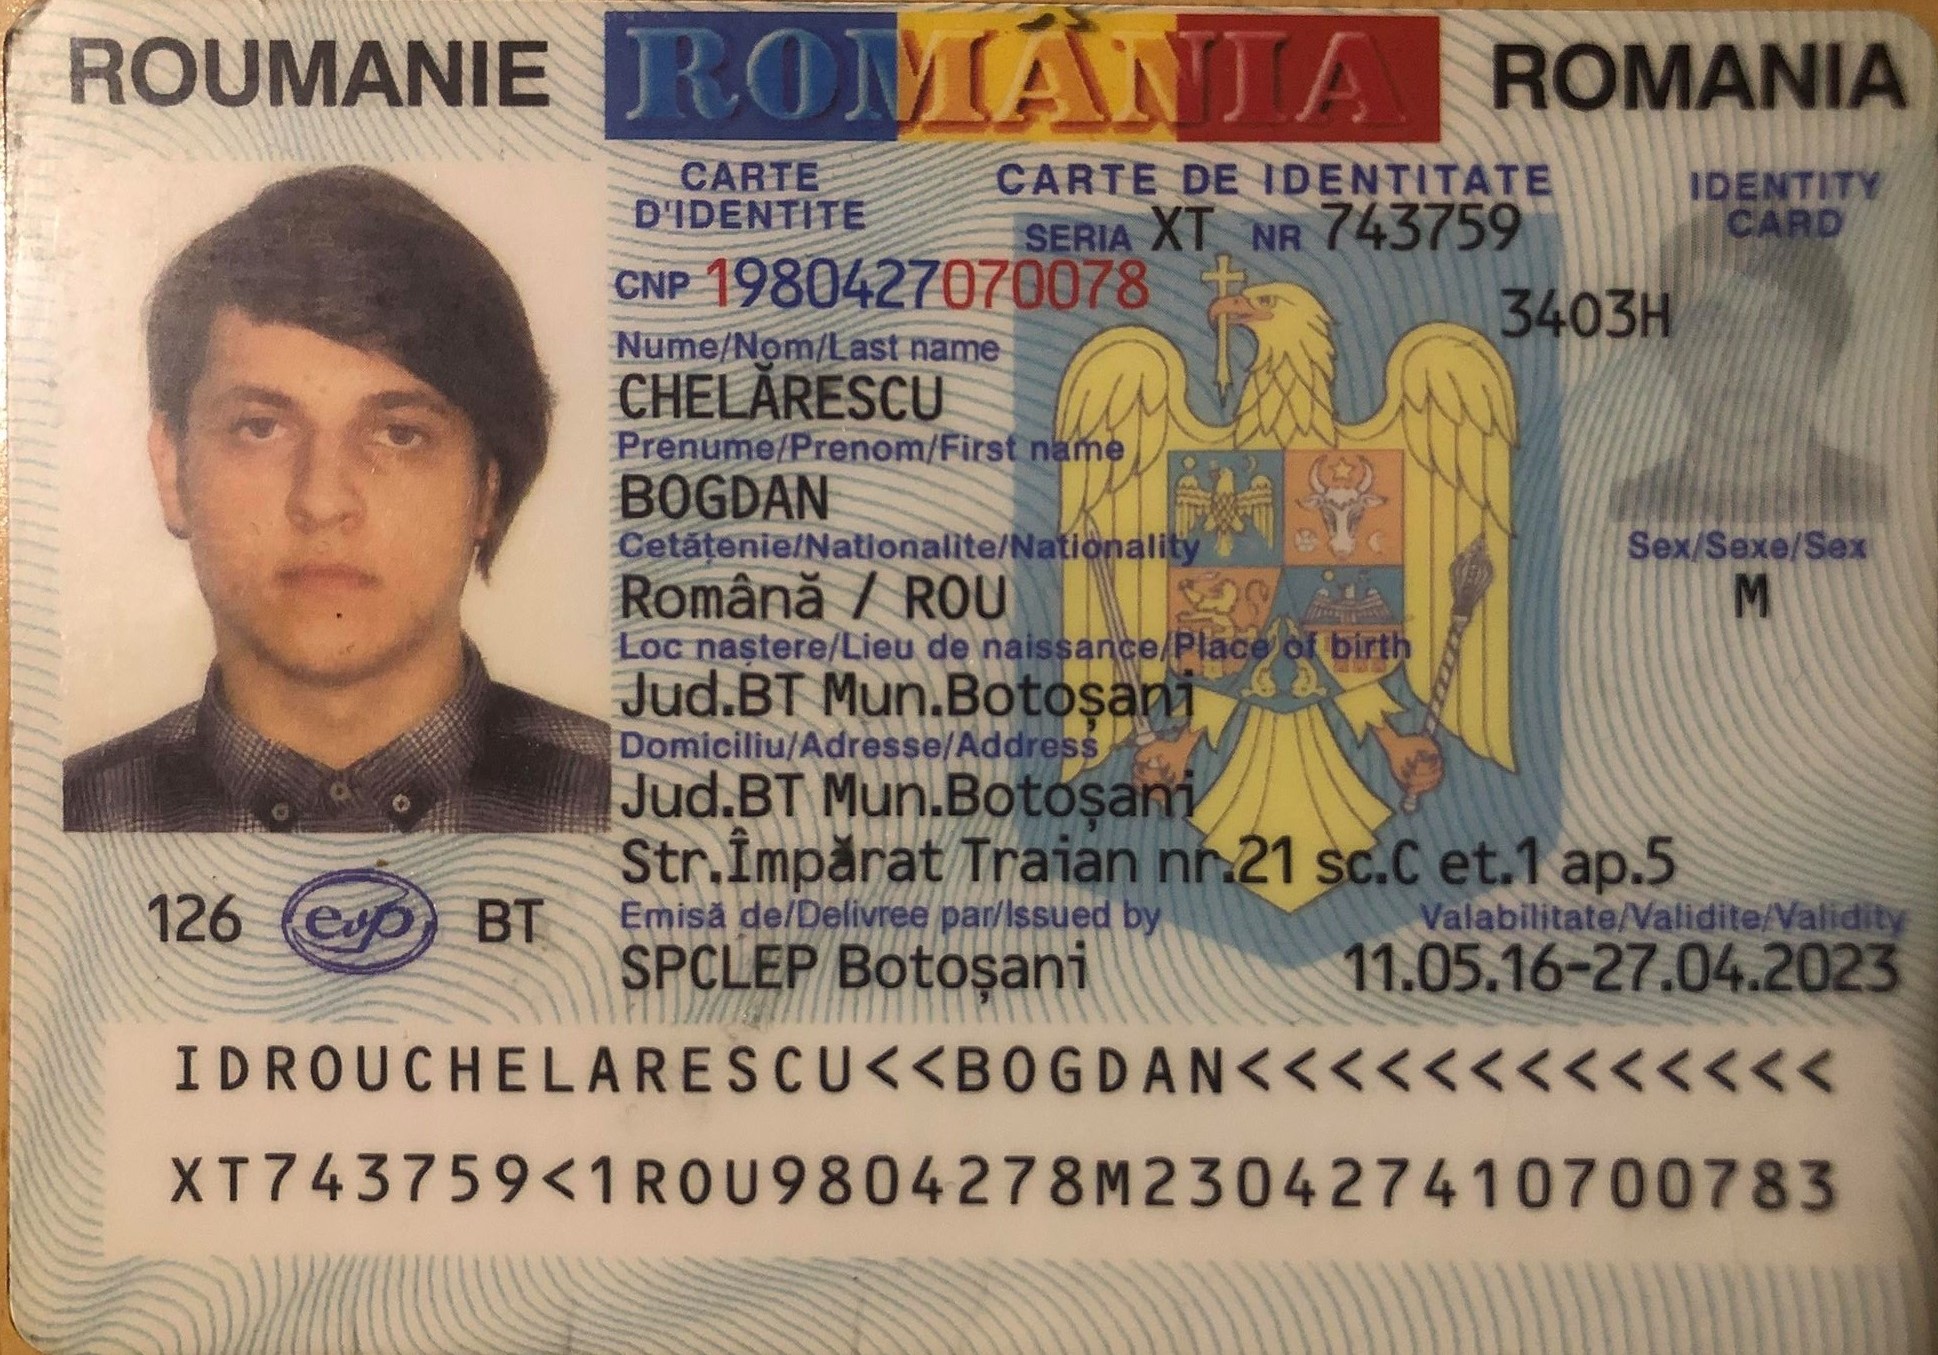 ROUMANIE ROMÂNIA ROMANIA
CARTE D'IDENTITE
CARTE DE IDENTITATE
IDENTITY CARD
SERIA XT NR 743759
CNP 1980427070078
3403H
Nume/Nom/Last name
CHELĂRESCU
Prenume/Prenom/First name
BOGDAN
Cetățenie/Nationalite/Nationality
Română / ROU
Sex/Sexe/Sex
M
Loc naștere/Lieu de naissance/Place of birth
Jud.BT Mun.Botoșani
Domiciliu/Adresse/Address
Jud.BT Mun.Botoșani
Str.Împărat Traian nr.21 sc.C et.1 ap.5
Emisă de/Delivree par/Issued by
SPCLEP Botoșani
Valabilitate/Validite/Validity
11.05.16-27.04.2023
126 evp BT
IDROUCHELARESCU<<BOGDAN<<<<<<<<<<<<<
XT743759<1ROU9804278M230427410700783